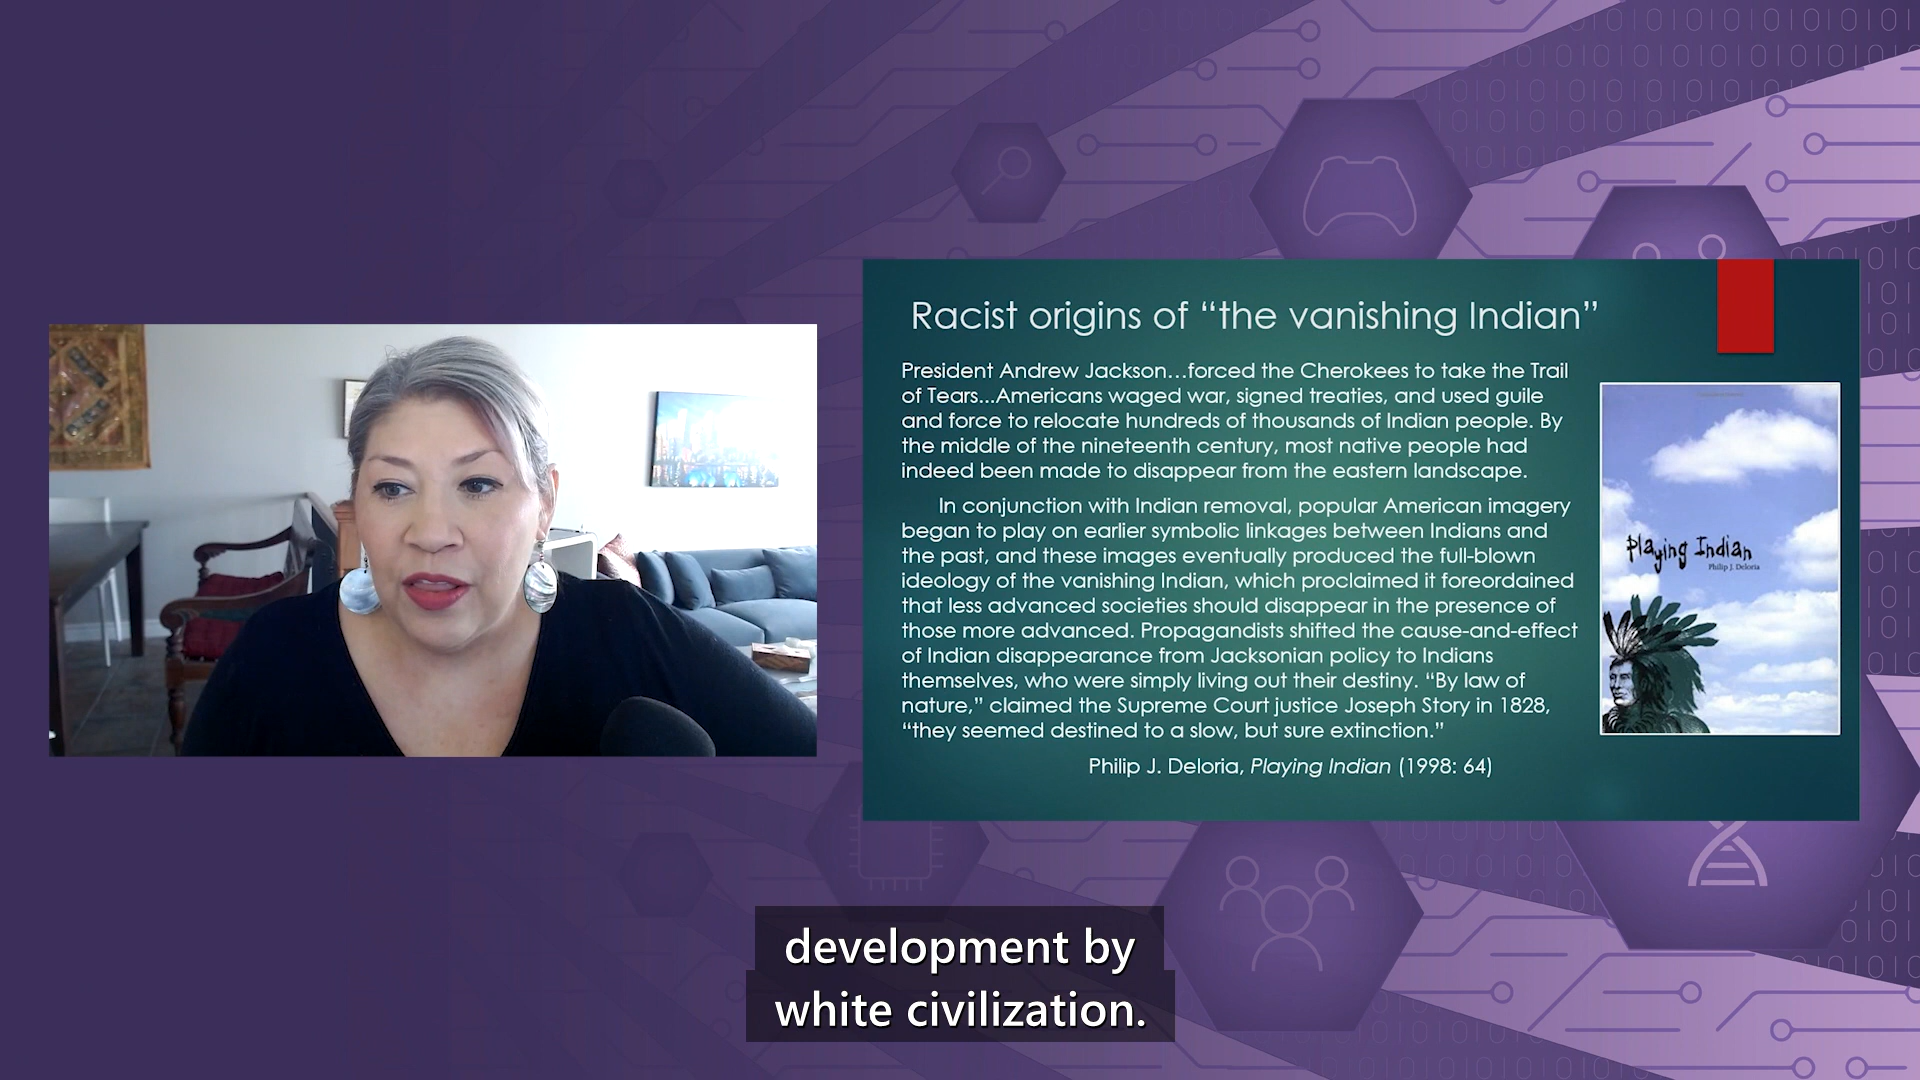 Racist origins of “the vanishing Indian”
President Andrew Jackson…forced the Cherokees to take the Trail
of Tears...Americans waged war, signed treaties, and used guile
and force to relocate hundreds of thousands of Indian people. By
the middle of the nineteenth century, most native people had
indeed been made to disappear from the eastern landscape.
In conjunction with Indian removal, popular American imagery
began to play on earlier symbolic linkages between Indians and
the past, and these images eventually produced the full-blown
ideology of the vanishing Indian, which proclaimed it foreordained
that less advanced societies should disappear in the presence of
those more advanced. Propagandists shifted the cause-and-effect
of Indian disappearance from Jacksonian policy to Indians
themselves, who were simply living out their destiny. “By law of
nature,” claimed the Supreme Court justice Joseph Story in 1828,
“they seemed destined to a slow, but sure extinction.”
Philip J. Deloria, Playing Indian (1998: 64)
Playing Indian
Philip J. Deloria
development by
white civilization.